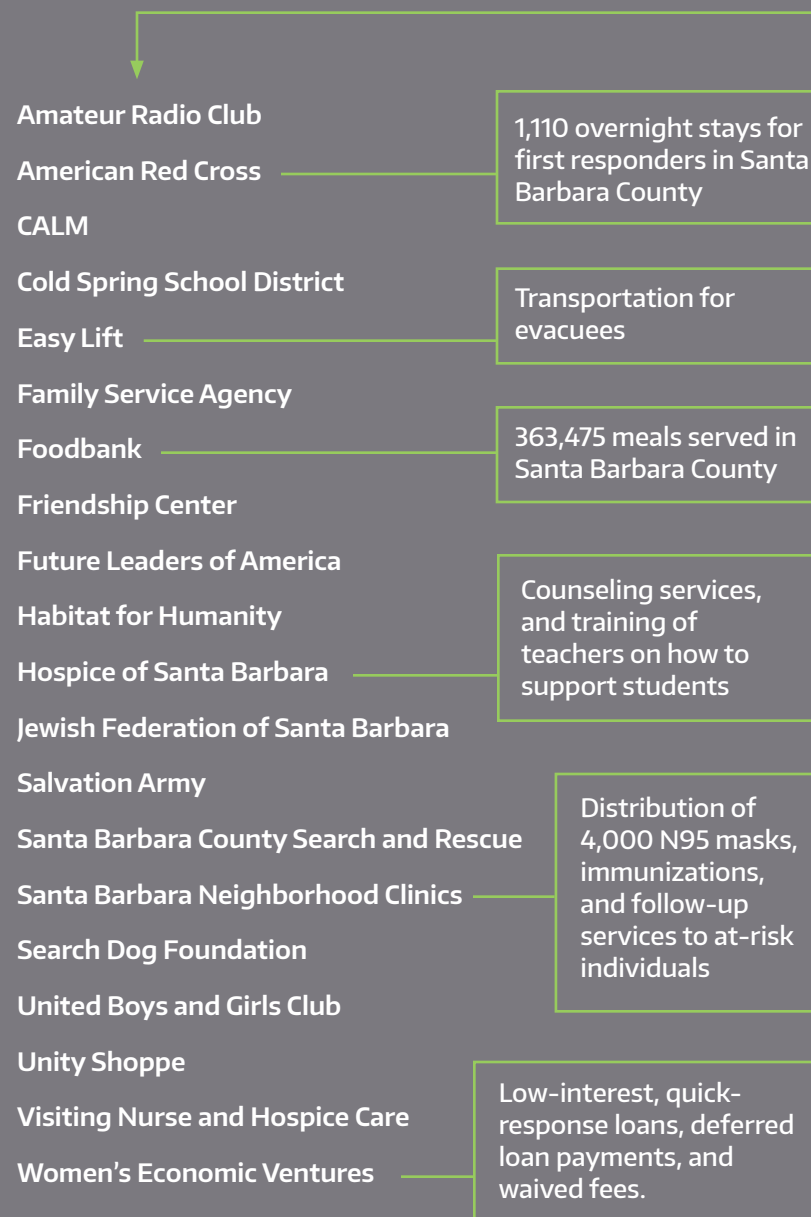 Amateur Radio Club
American Red Cross
1,110 overnight stays for
first responders in Santa
Barbara County
CALM
Cold Spring School District
Easy Lift
Transportation for
evacuees
Family Service Agency
Foodbank
363,475 meals served in
Santa Barbara County
Friendship Center
Future Leaders of America
Habitat for Humanity
Hospice of Santa Barbara
Counseling services,
and training of
teachers on how to
support students
Jewish Federation of Santa Barbara
Salvation Army
Santa Barbara County Search and Rescue
Santa Barbara Neighborhood Clinics
Distribution of
4,000 N95 masks,
immunizations,
and follow-up
services to at-risk
individuals
Search Dog Foundation
United Boys and Girls Club
Unity Shoppe
Visiting Nurse and Hospice Care
Women’s Economic Ventures
Low-interest, quick-
response loans, deferred
loan payments, and
waived fees.